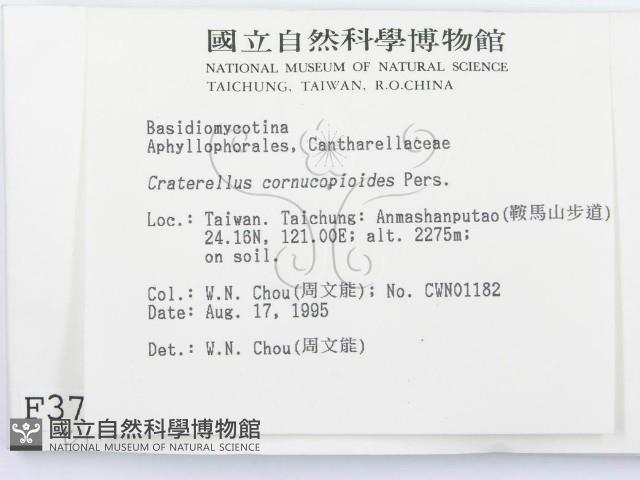 國立自然科學博物館
NATIONAL MUSEUM OF NATURAL SCIENCE
TAICHUNG, TAIWAN, R.O.CHINA
Basidiomycotina
Aphyllophorales, Cantharellaceae
Craterellus cornucopioides Pers.
Loc.: Taiwan. Taichung: Anmashanputao(鞍馬山步道)
24.16N, 121.00E; alt. 2275m;
on soil.
Col.: W.N. Chou(周文能); No. CWN01182
Date: Aug. 17, 1995
Det.: W.N. Chou(周文能)
F37
國立自然科學博物館
NATIONAL MUSEUM OF NATURAL SCIENCE